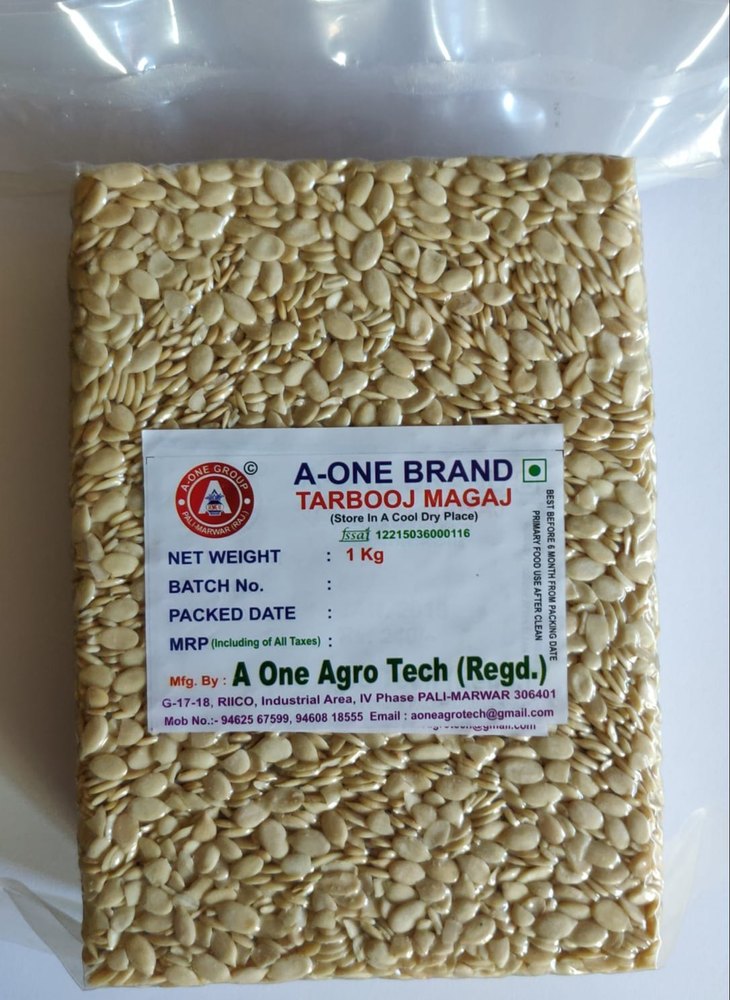 A-ONE GROUP
A
PALI-MARWAR (RAJ.)
©
A-ONE BRAND
TARBOOJ MAGAJ
(Store In A Cool Dry Place)
fssai 12215036000116
NET WEIGHT : 1 Kg
BATCH No. :
PACKED DATE :
MRP (Including of All Taxes) :
Mfg. By : A One Agro Tech (Regd.)
G-17-18, RIICO, Industrial Area, IV Phase PALI-MARWAR 306401
Mob No.:- 94625 67599, 94608 18555 Email : aoneagrotech@gmail.com
BEST BEFORE 6 MONTH FROM PACKING DATE
PRIMARY FOOD USE AFTER CLEAN